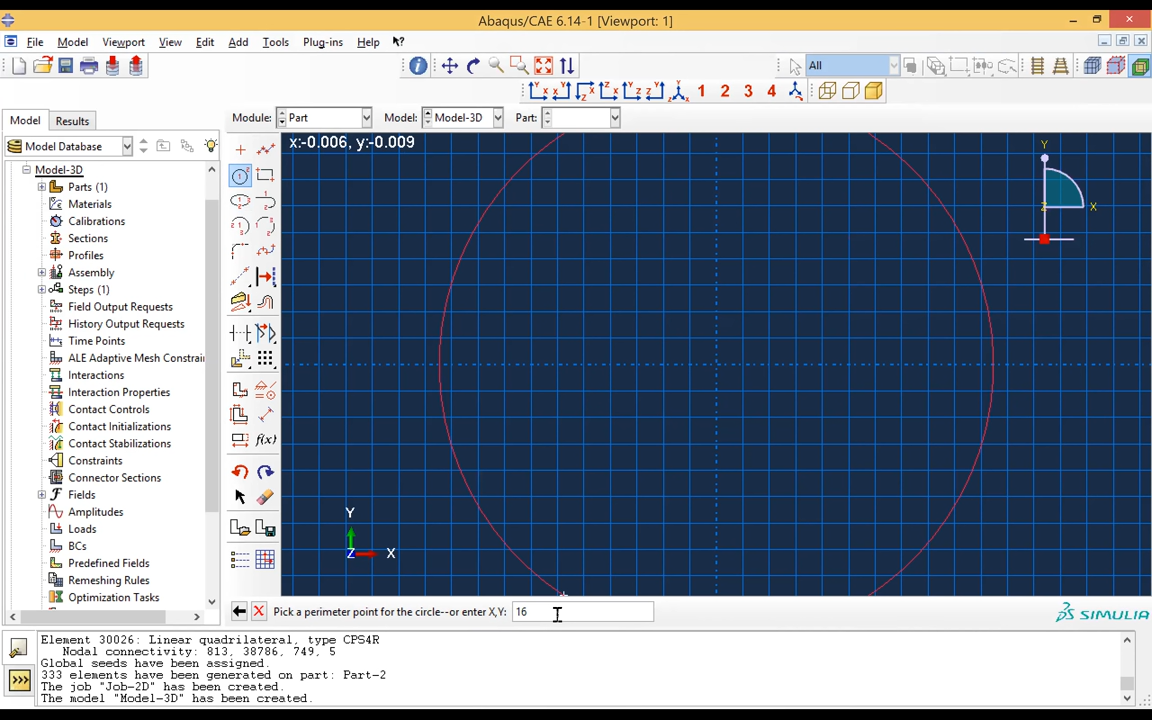 Abaqus/CAE 6.14-1 [Viewport: 1]
File Model Viewport View Edit Add Tools Plug-ins Help
All
1 2 3 4
Model Results
Module: Part Model: Model-3D Part:
Model Database
x:-0.006, y:-0.009
Model-3D
Parts (1)
Materials
Calibrations
Sections
Profiles
Assembly
Steps (1)
Field Output Requests
History Output Requests
Time Points
ALE Adaptive Mesh Constrai
Interactions
Interaction Properties
Contact Controls
Contact Initializations
Contact Stabilizations
Constraints
Connector Sections
Fields
Amplitudes
Loads
BCs
Predefined Fields
Remeshing Rules
Optimization Tasks
f(x)
Y
Z X
Y
Z X
Pick a perimeter point for the circle--or enter X,Y: 16
SIMULIA
Element 30026: Linear quadrilateral, type CPS4R
Nodal connectivity: 813, 38786, 749, 5
Global seeds have been assigned.
333 elements have been generated on part: Part-2
The job "Job-2D" has been created.
The model "Model-3D" has been created.
>>>